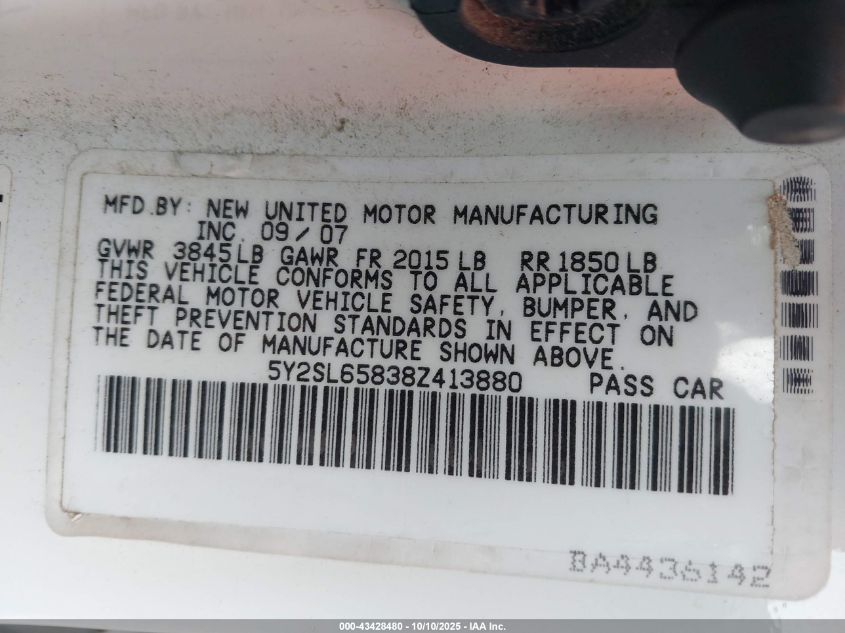 MFD.BY: NEW UNITED MOTOR MANUFACTURING
INC 09/07
GVWR 3845LB GAWR FR 2015LB RR1850LB
THIS VEHICLE CONFORMS TO ALL APPLICABLE
FEDERAL MOTOR VEHICLE SAFETY, BUMPER, AND
THEFT PREVENTION STANDARDS IN EFFECT ON
THE DATE OF MANUFACTURE SHOWN ABOVE.
5Y2SL65838Z413880 PASS CAR
BA4436142
000-43428480 - 10/10/2025 - IAA Inc.